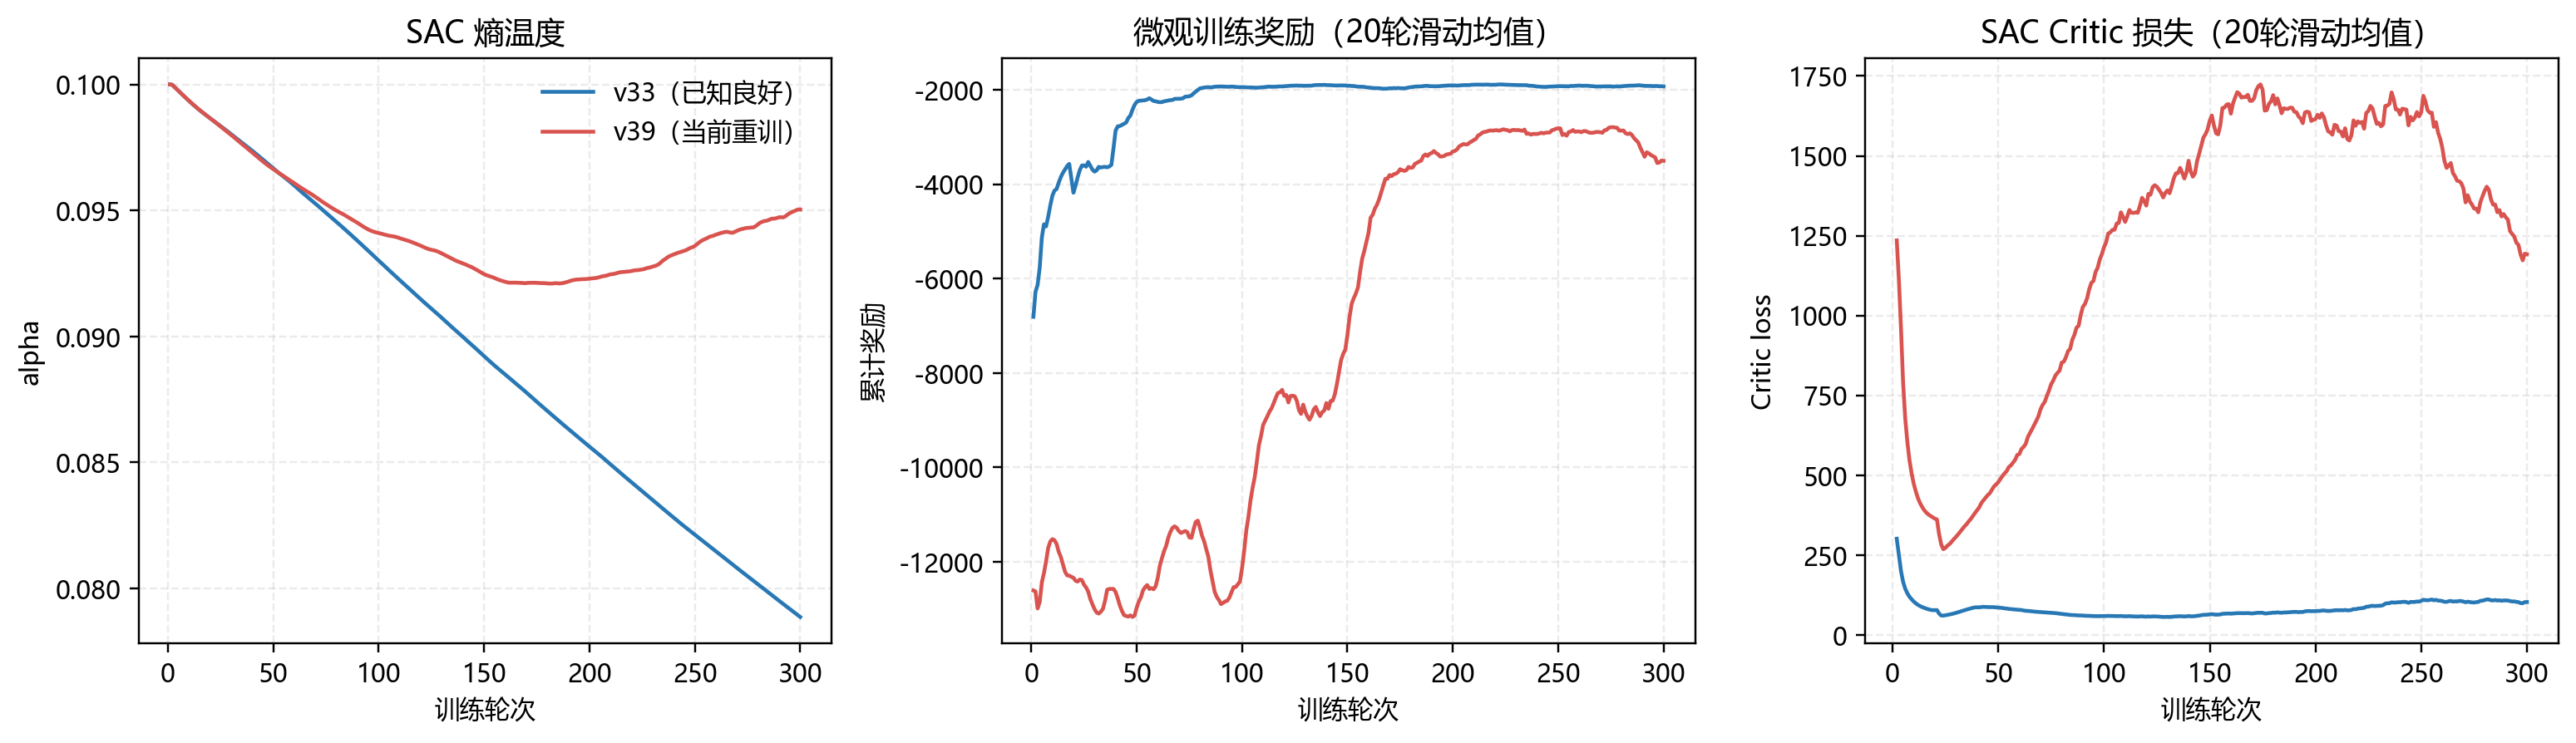 SAC 熵温度
0.100
0.095
0.090
0.085
0.080
alpha
v33（已知良好）
v39（当前重训）
0 50 100 150 200 250 300
训练轮次
微观训练奖励（20轮滑动均值）
-2000
-4000
-6000
-8000
-10000
-12000
累计奖励
0 50 100 150 200 250 300
训练轮次
SAC Critic 损失（20轮滑动均值）
1750
1500
1250
1000
750
500
250
0
Critic loss
0 50 100 150 200 250 300
训练轮次